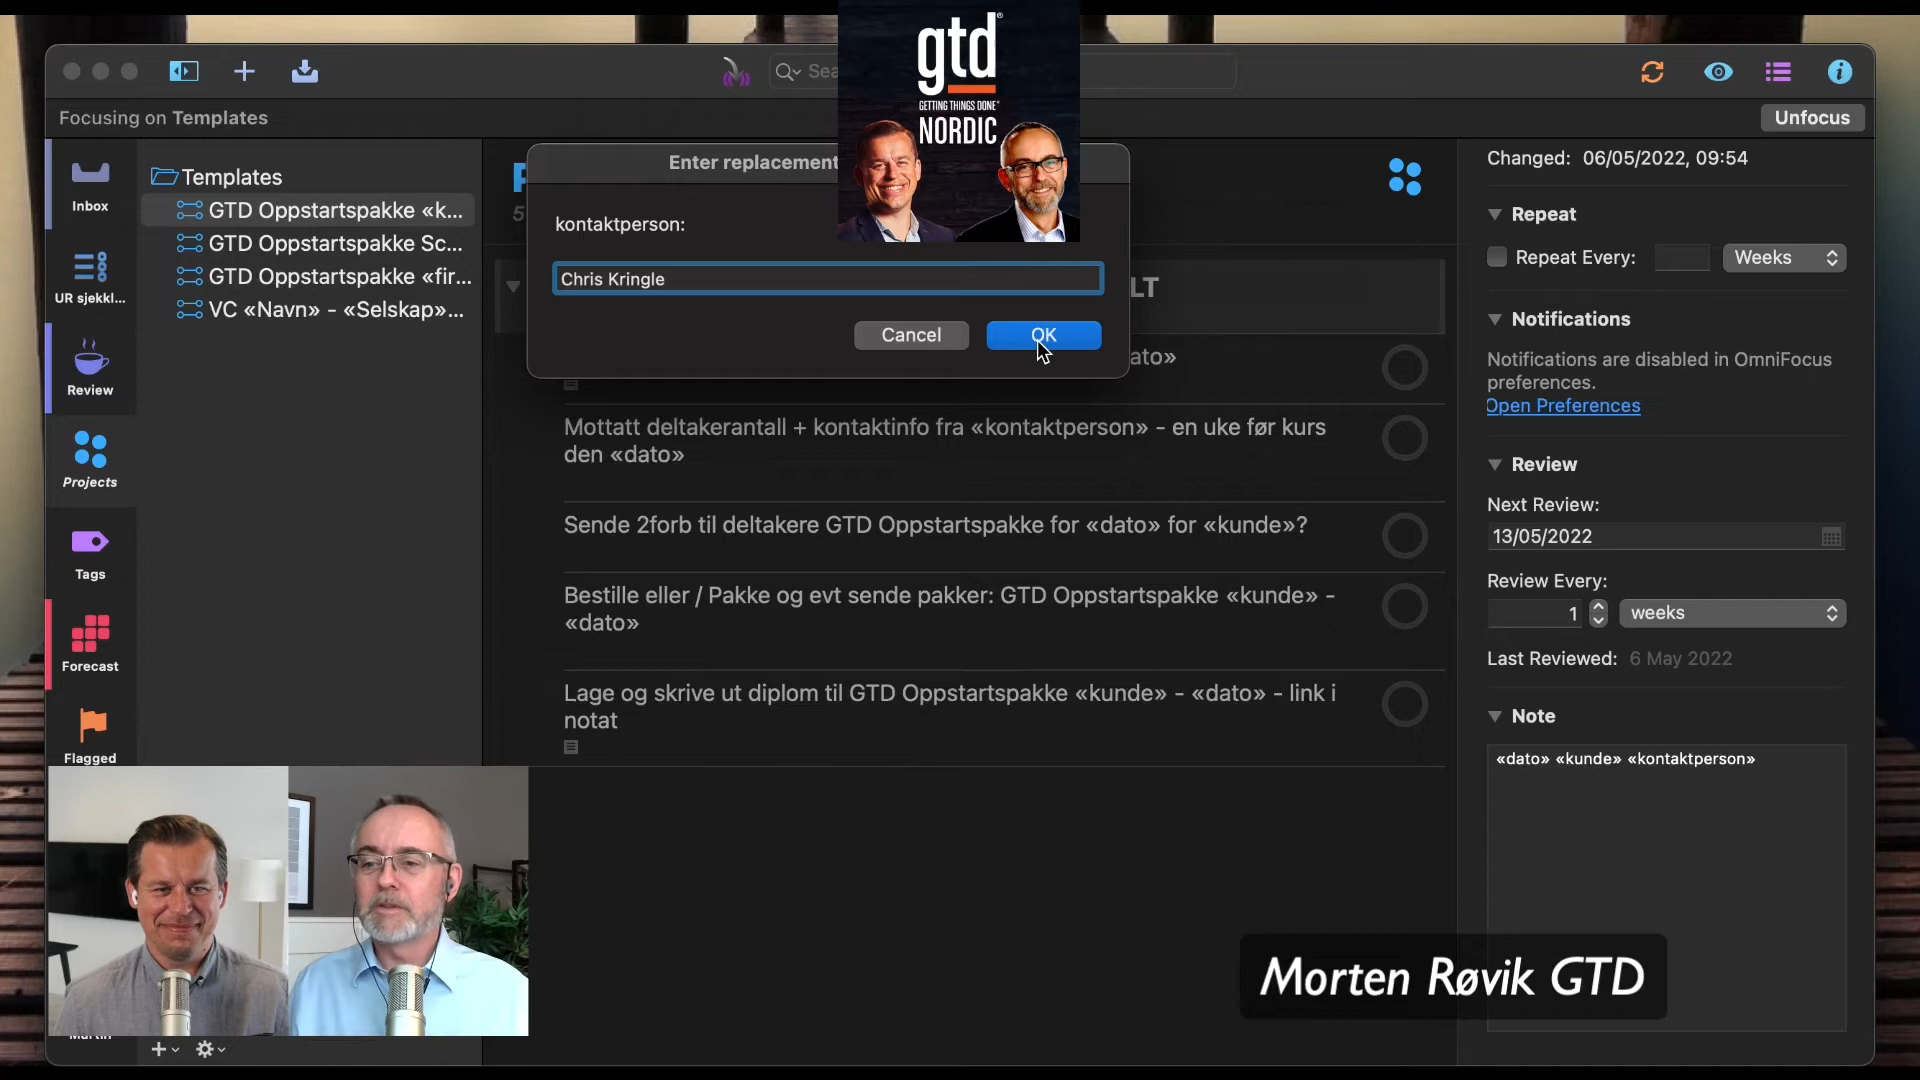 gtd®
GETTING THINGS DONE®
NORDIC
Focusing on Templates
Unfocus
Inbox
UR sjekkl...
Review
Projects
Tags
Forecast
Flagged
Templates
GTD Oppstartspakke «k...
GTD Oppstartspakke Sc...
GTD Oppstartspakke «fir...
VC «Navn» - «Selskap»...
Enter replacement
kontaktperson:
Chris Kringle
Cancel
OK
LT
ato»
Mottatt deltakerantall + kontaktinfo fra «kontaktperson» - en uke før kurs
den «dato»
Sende 2forb til deltakere GTD Oppstartspakke for «dato» for «kunde»?
Bestille eller / Pakke og evt sende pakker: GTD Oppstartspakke «kunde» -
«dato»
Lage og skrive ut diplom til GTD Oppstartspakke «kunde» - «dato» - link i
notat
Changed: 06/05/2022, 09:54
Repeat
Repeat Every:
Weeks
Notifications
Notifications are disabled in OmniFocus
preferences.
Open Preferences
Review
Next Review:
13/05/2022
Review Every:
1
weeks
Last Reviewed: 6 May 2022
Note
«dato» «kunde» «kontaktperson»
Morten Røvik GTD